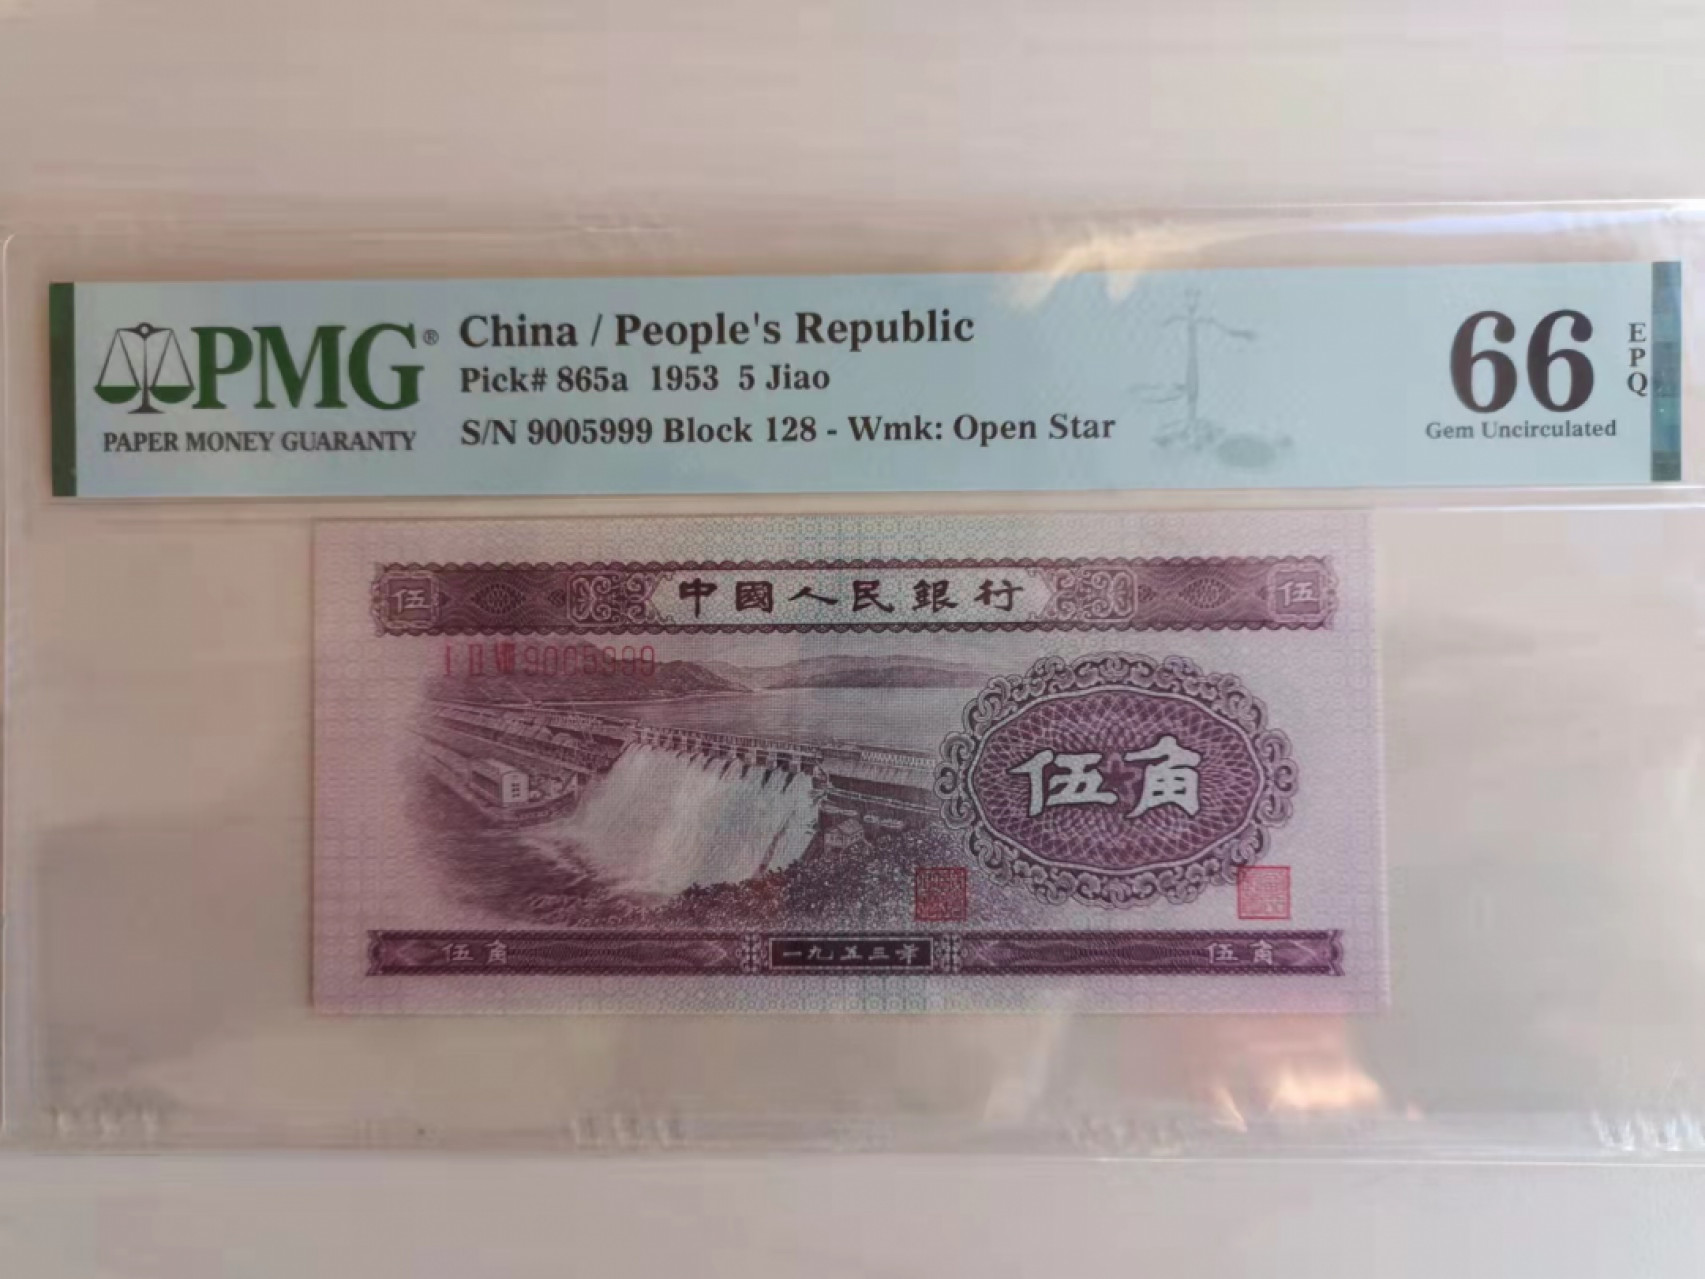 PMG®
PAPER MONEY GUARANTY
China / People's Republic
Pick# 865a 1953 5 Jiao
S/N 9005999 Block 128 - Wmk: Open Star
66
EPQ
Gem Uncirculated
伍 中國人民銀行 伍
I II VIII 9005999
伍角
伍角 一九五三年 伍角